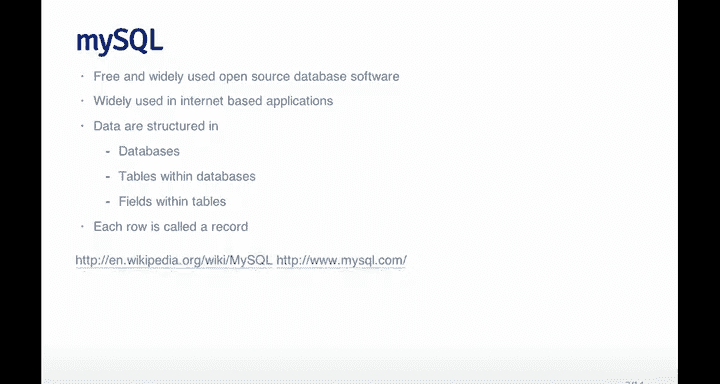 mySQL
· Free and widely used open source database software
· Widely used in internet based applications
· Data are structured in
- Databases
- Tables within databases
- Fields within tables
· Each row is called a record
http://en.wikipedia.org/wiki/MySQL http://www.mysql.com/